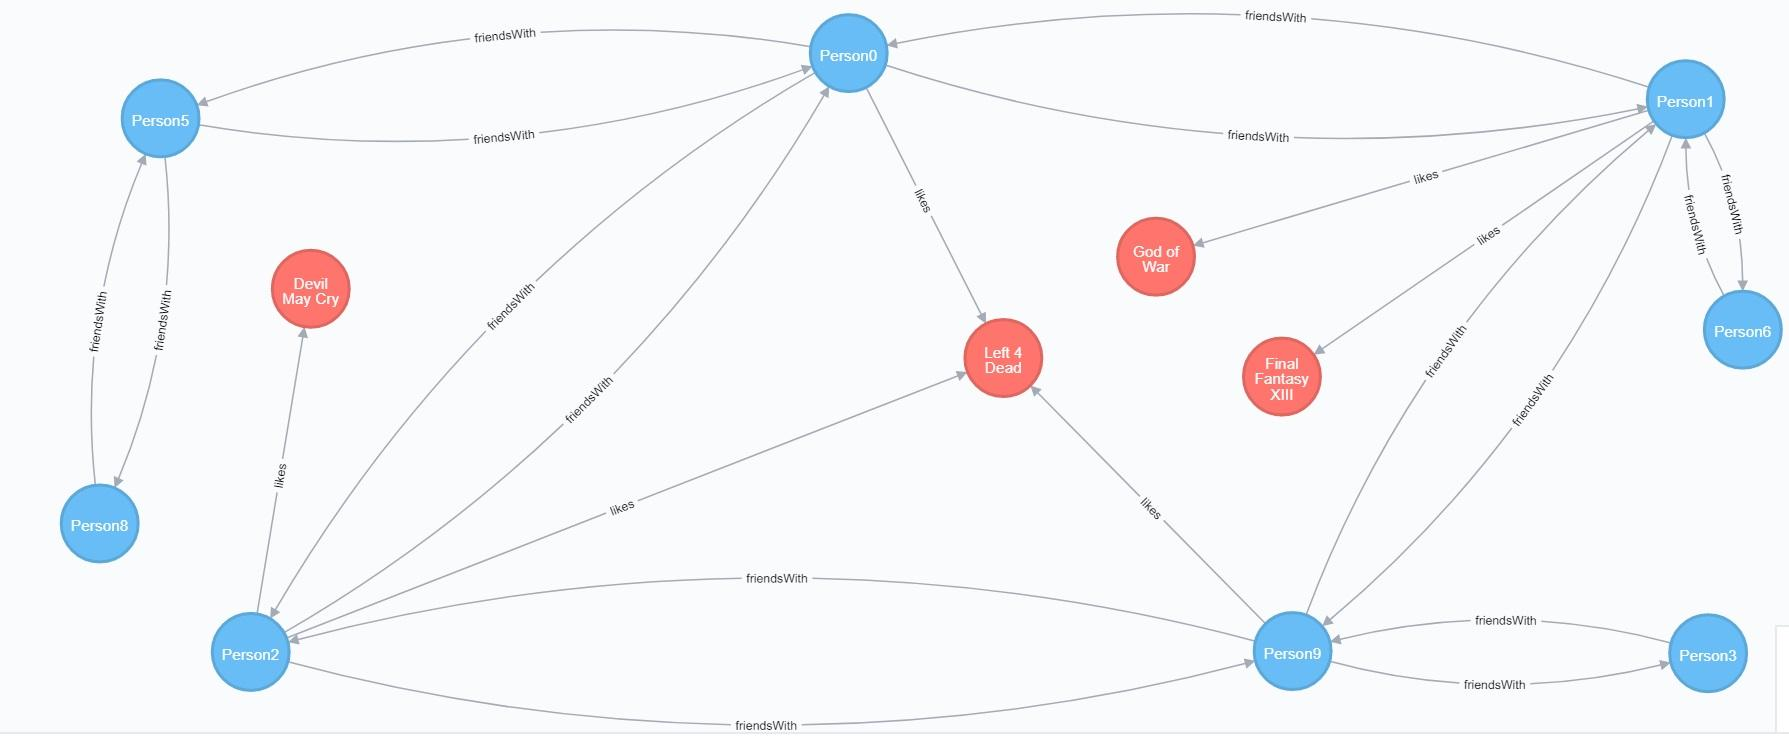 friendsWith
friendsWith
Person0
Person5
friendsWith
Person1
friendsWith
friendsWith
likes
likes
friendsWith
friendsWith
likes
God of
War
Devil
May Cry
friendsWith
friendsWith
friendsWith
Person6
Left 4
Dead
friendsWith
Final
Fantasy
XIII
friendsWith
friendsWith
likes
likes
likes
Person8
friendsWith
friendsWith
Person2
Person9
Person3
friendsWith
friendsWith